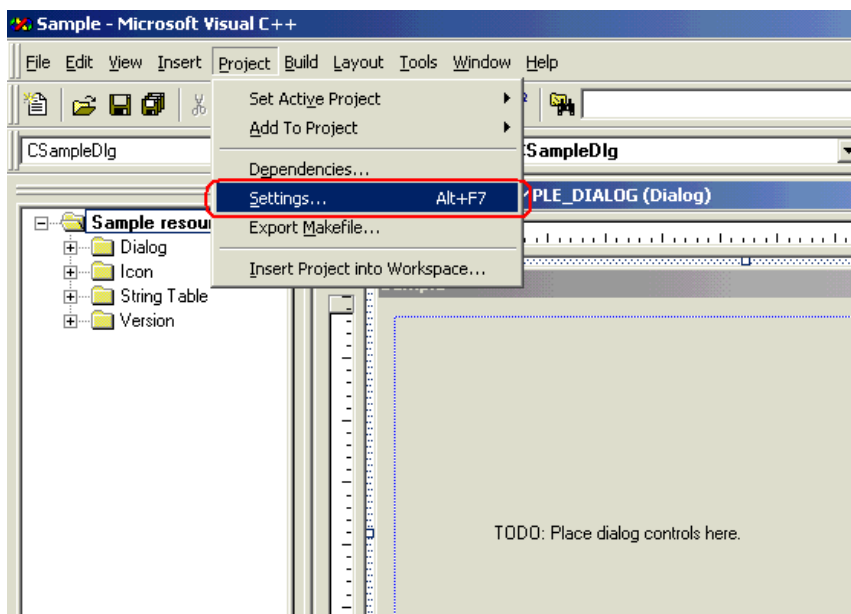 Sample - Microsoft Visual C++
File Edit View Insert Project Build Layout Tools Window Help
Set Active Project
Add To Project
CSampleDlg
CSampleDlg
Dependencies...
Settings... Alt+F7
PLE_DIALOG (Dialog)
Sample resou
Export Makefile...
Dialog
Icon
Insert Project into Workspace...
String Table
Version
TODO: Place dialog controls here.